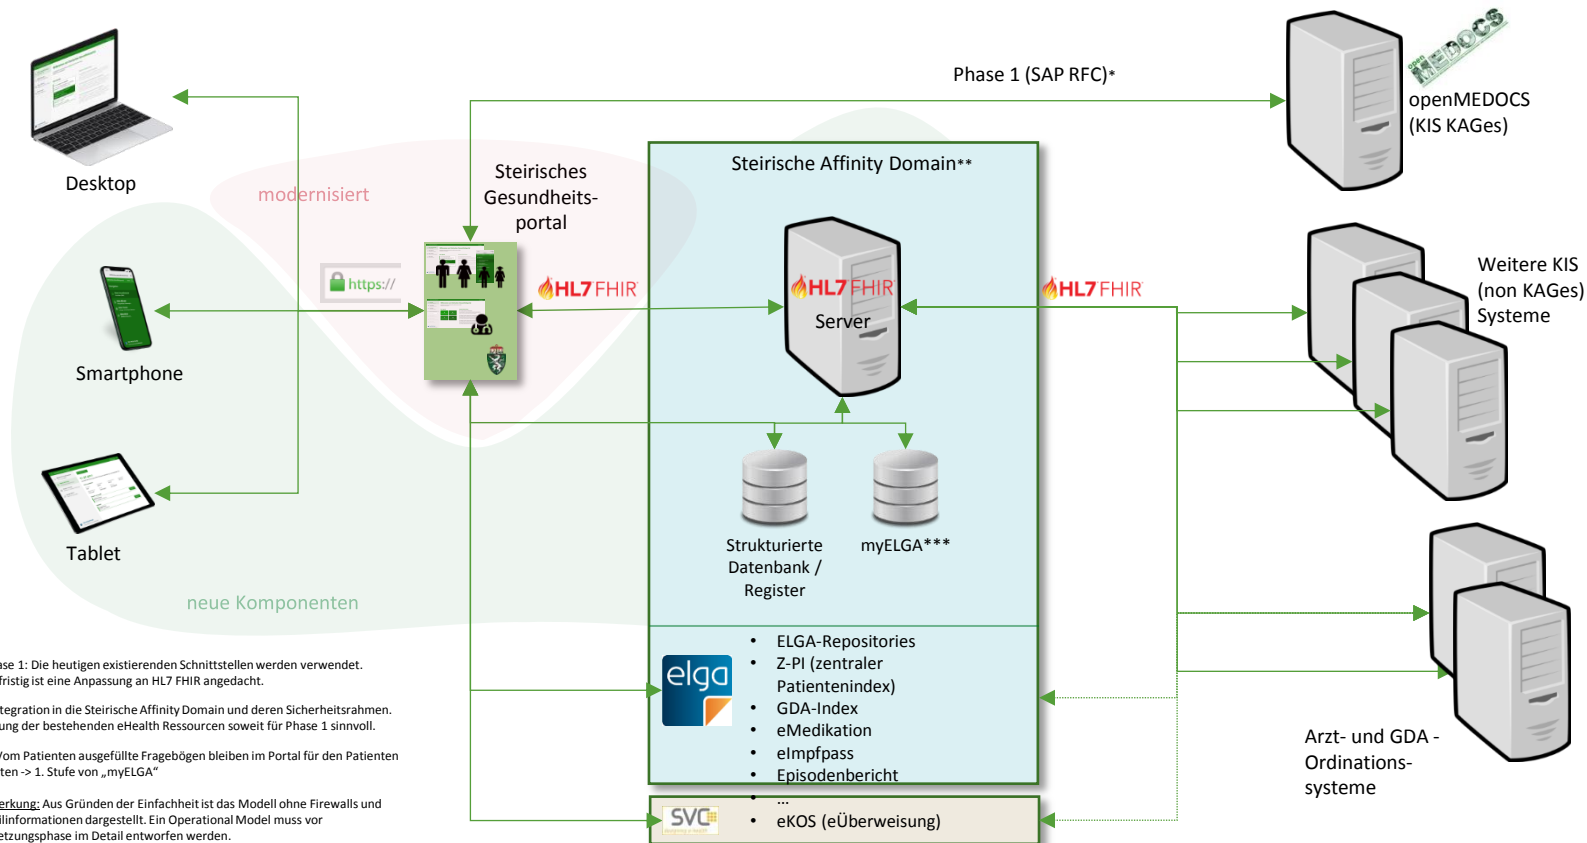 Phase 1 (SAP RFC)*
open
MEDOCS
openMEDOCS
(KIS KAGes)
Desktop
modernisiert
Steirisches
Gesundheits-
portal
Steirische Affinity Domain**
https://
HL7 FHIR
HL7 FHIR
Server
HL7 FHIR
Weitere KIS
(non KAGes)
Systeme
Smartphone
Tablet
neue Komponenten
Strukturierte
Datenbank /
Register
myELGA***
elga
• ELGA-Repositories
• Z-PI (zentraler
Patientenindex)
• GDA-Index
• eMedikation
• eImpfpass
• Episodenbericht
• ...
• eKOS (eÜberweisung)
SVC
Arzt- und GDA -
Ordinations-
systeme
ase 1: Die heutigen existierenden Schnittstellen werden verwendet.
fristig ist eine Anpassung an HL7 FHIR angedacht.
tegration in die Steirische Affinity Domain und deren Sicherheitsrahmen.
ung der bestehenden eHealth Ressourcen soweit für Phase 1 sinnvoll.
Vom Patienten ausgefüllte Fragebögen bleiben im Portal für den Patienten
ten -> 1. Stufe von „myELGA“
erkung: Aus Gründen der Einfachheit ist das Modell ohne Firewalls und
ilinformationen dargestellt. Ein Operational Model muss vor
etzungsphase im Detail entworfen werden.